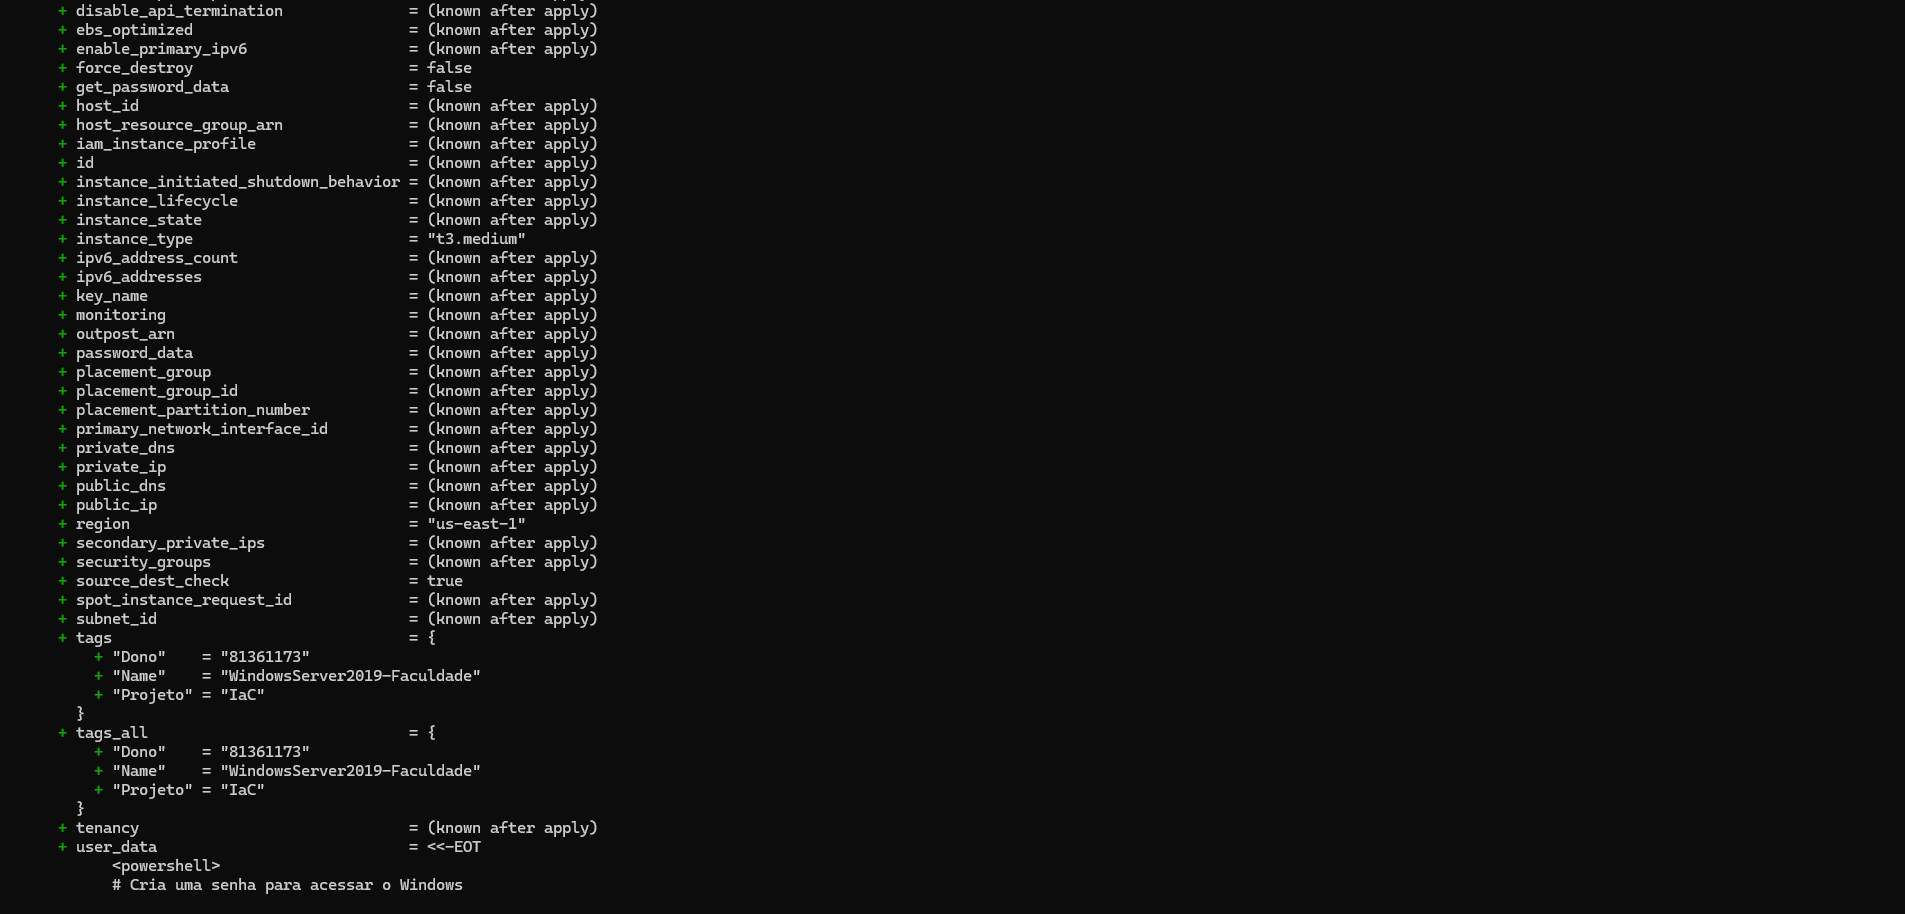 + disable_api_termination = (known after apply)
+ ebs_optimized = (known after apply)
+ enable_primary_ipv6 = (known after apply)
+ force_destroy = false
+ get_password_data = false
+ host_id = (known after apply)
+ host_resource_group_arn = (known after apply)
+ iam_instance_profile = (known after apply)
+ id = (known after apply)
+ instance_initiated_shutdown_behavior = (known after apply)
+ instance_lifecycle = (known after apply)
+ instance_state = (known after apply)
+ instance_type = "t3.medium"
+ ipv6_address_count = (known after apply)
+ ipv6_addresses = (known after apply)
+ key_name = (known after apply)
+ monitoring = (known after apply)
+ outpost_arn = (known after apply)
+ password_data = (known after apply)
+ placement_group = (known after apply)
+ placement_group_id = (known after apply)
+ placement_partition_number = (known after apply)
+ primary_network_interface_id = (known after apply)
+ private_dns = (known after apply)
+ private_ip = (known after apply)
+ public_dns = (known after apply)
+ public_ip = (known after apply)
+ region = "us-east-1"
+ secondary_private_ips = (known after apply)
+ security_groups = (known after apply)
+ source_dest_check = true
+ spot_instance_request_id = (known after apply)
+ subnet_id = (known after apply)
+ tags = {
+ "Dono" = "81361173"
+ "Name" = "WindowsServer2019-Faculdade"
+ "Projeto" = "IaC"
}
+ tags_all = {
+ "Dono" = "81361173"
+ "Name" = "WindowsServer2019-Faculdade"
+ "Projeto" = "IaC"
}
+ tenancy = (known after apply)
+ user_data = <<-EOT
<powershell>
# Cria uma senha para acessar o Windows